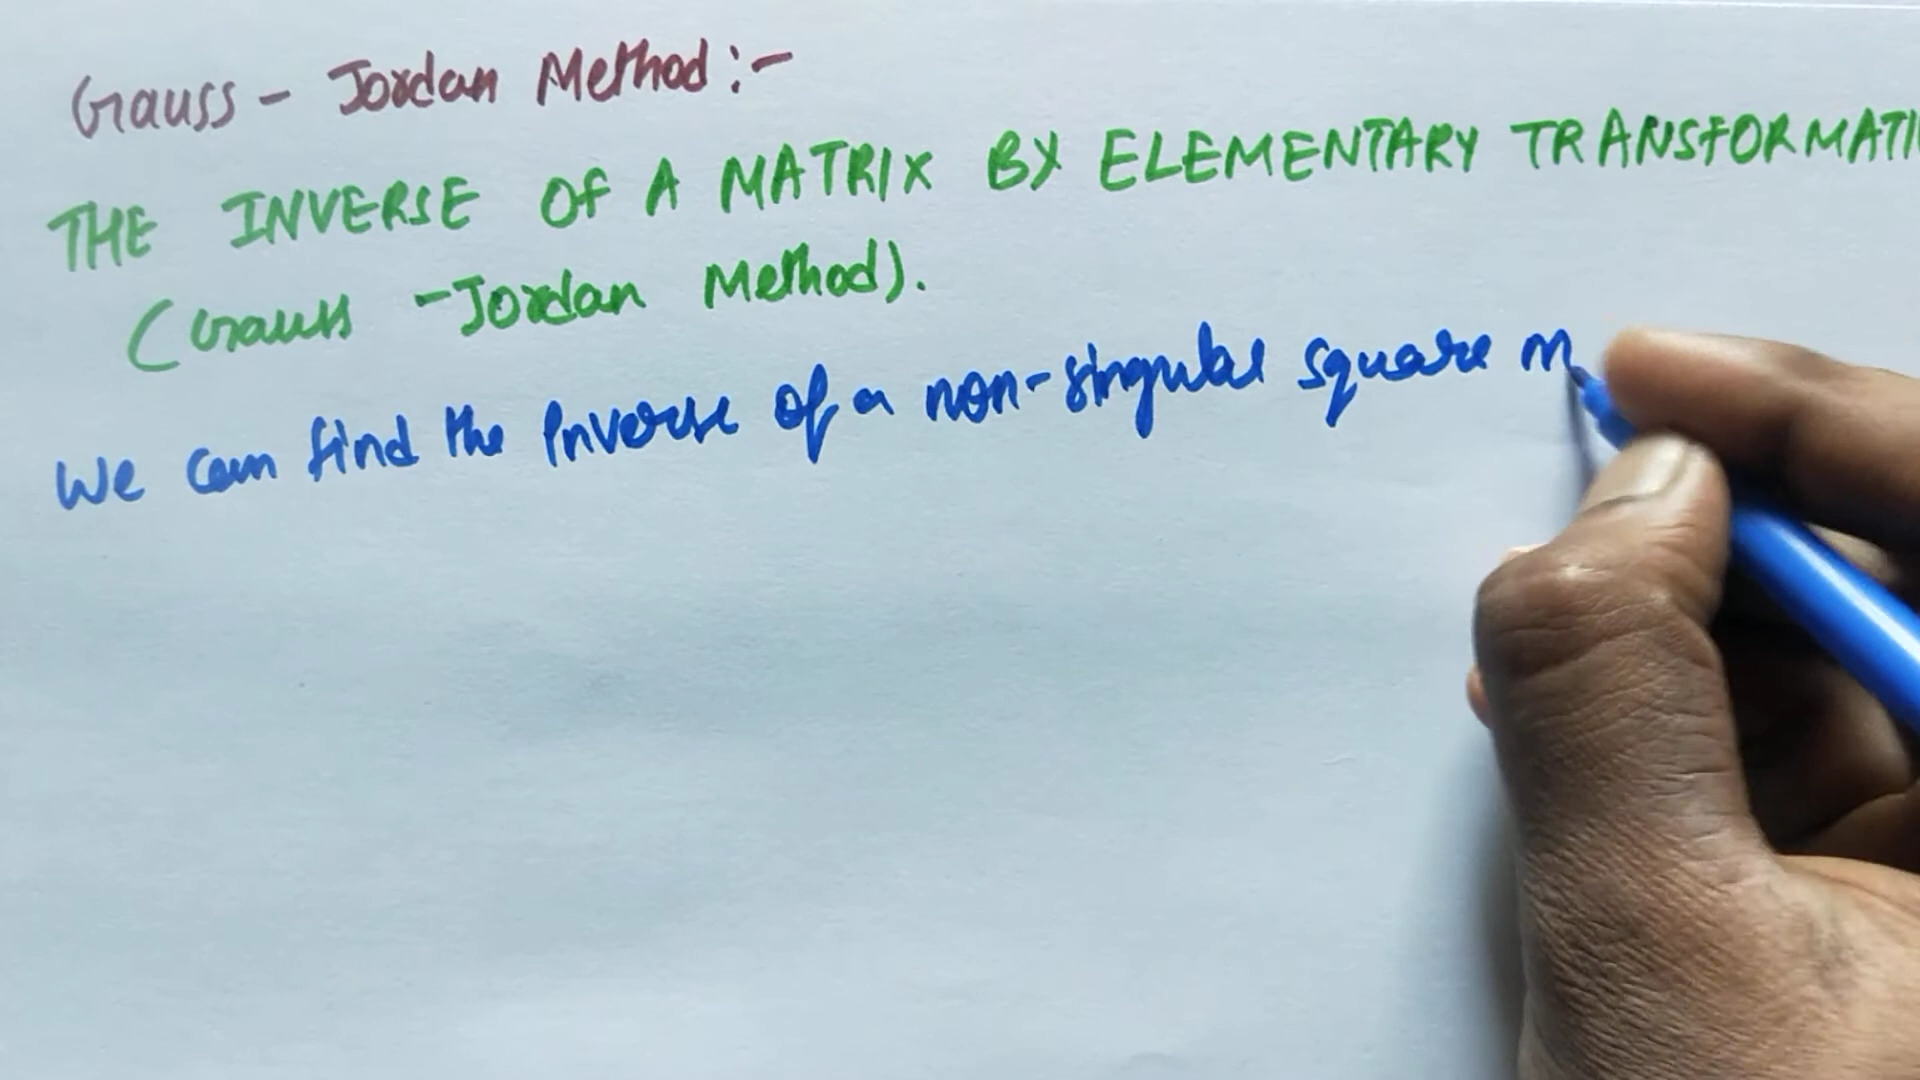 Gauss - Jordan Method :-
THE INVERSE OF A MATRIX BY ELEMENTARY TRANSFORMATI
(Gauss - Jordan Method).
We can find the Inverse of a non-singular square m